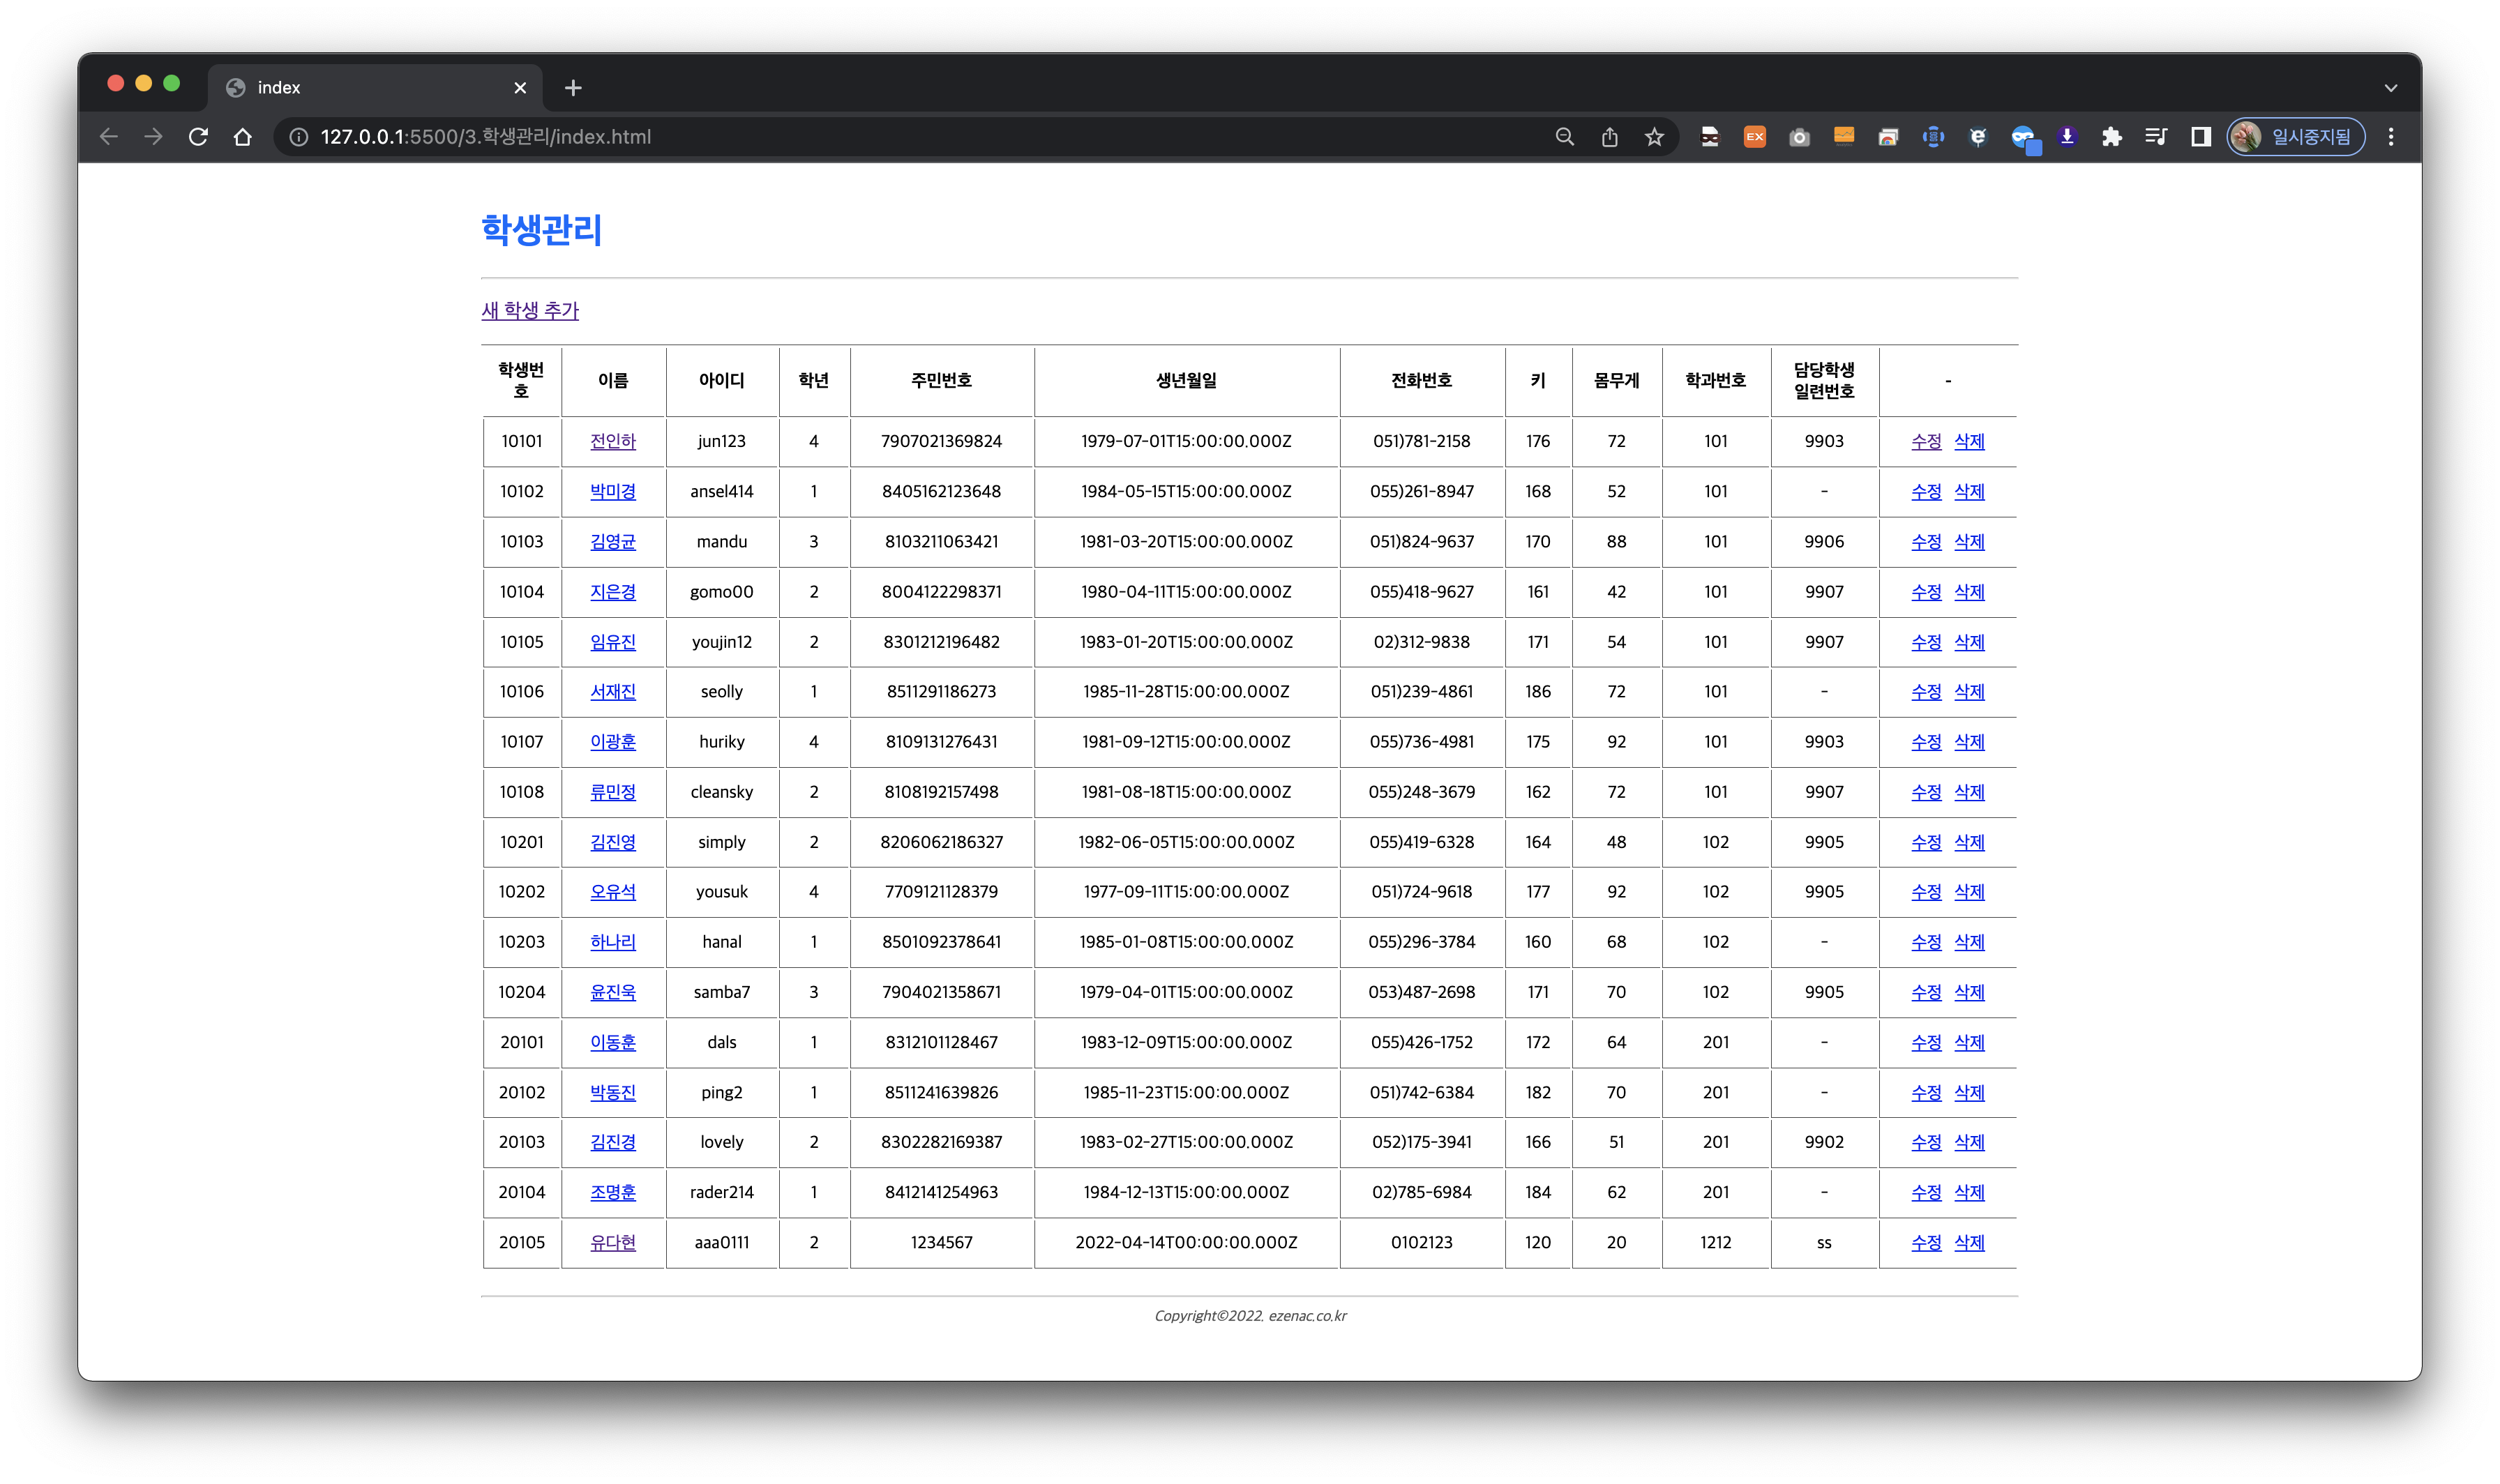 index
127.0.0.1:5500/3.학생관리/index.html
EX
일시중지됨
학생관리
새 학생 추가
학생번호 이름 아이디 학년 주민번호 생년월일 전화번호 키 몸무게 학과번호 담당학생 일련번호 -
10101 전인하 jun123 4 7907021369824 1979-07-01T15:00:00.000Z 051)781-2158 176 72 101 9903 수정 삭제
10102 박미경 ansel414 1 8405162123648 1984-05-15T15:00:00.000Z 055)261-8947 168 52 101 - 수정 삭제
10103 김영균 mandu 3 8103211063421 1981-03-20T15:00:00.000Z 051)824-9637 170 88 101 9906 수정 삭제
10104 지은경 gomo00 2 8004122298371 1980-04-11T15:00:00.000Z 055)418-9627 161 42 101 9907 수정 삭제
10105 임유진 youjin12 2 8301212196482 1983-01-20T15:00:00.000Z 02)312-9838 171 54 101 9907 수정 삭제
10106 서재진 seolly 1 8511291186273 1985-11-28T15:00:00.000Z 051)239-4861 186 72 101 - 수정 삭제
10107 이광훈 huriky 4 8109131276431 1981-09-12T15:00:00.000Z 055)736-4981 175 92 101 9903 수정 삭제
10108 류민정 cleansky 2 8108192157498 1981-08-18T15:00:00.000Z 055)248-3679 162 72 101 9907 수정 삭제
10201 김진영 simply 2 8206062186327 1982-06-05T15:00:00.000Z 055)419-6328 164 48 102 9905 수정 삭제
10202 오유석 yousuk 4 7709121128379 1977-09-11T15:00:00.000Z 051)724-9618 177 92 102 9905 수정 삭제
10203 하나리 hanal 1 8501092378641 1985-01-08T15:00:00.000Z 055)296-3784 160 68 102 - 수정 삭제
10204 윤진욱 samba7 3 7904021358671 1979-04-01T15:00:00.000Z 053)487-2698 171 70 102 9905 수정 삭제
20101 이동훈 dals 1 8312101128467 1983-12-09T15:00:00.000Z 055)426-1752 172 64 201 - 수정 삭제
20102 박동진 ping2 1 8511241639826 1985-11-23T15:00:00.000Z 051)742-6384 182 70 201 - 수정 삭제
20103 김진경 lovely 2 8302282169387 1983-02-27T15:00:00.000Z 052)175-3941 166 51 201 9902 수정 삭제
20104 조명훈 rader214 1 8412141254963 1984-12-13T15:00:00.000Z 02)785-6984 184 62 201 - 수정 삭제
20105 유다현 aaa0111 2 1234567 2022-04-14T00:00:00.000Z 0102123 120 20 1212 ss 수정 삭제
Copyright©2022. ezenac.co.kr